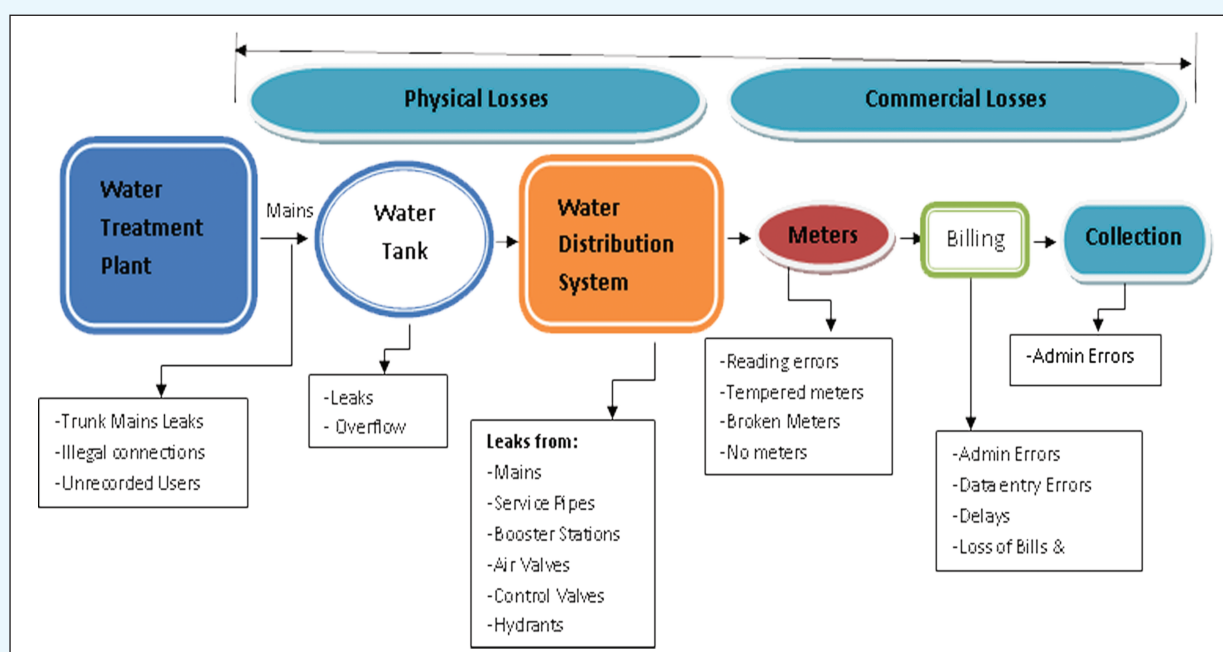 Physical Losses
Commercial Losses
Water
Treatment
Plant
Mains
Water
Tank
Water
Distribution
System
Meters
Billing
Collection
-Trunk Mains Leaks
-Illegal connections
-Unrecorded Users
-Leaks
- Overflow
Leaks from:
-Mains
-Service Pipes
-Booster Stations
-Air Valves
-Control Valves
-Hydrants
-Reading errors
-Tempered meters
-Broken Meters
-No meters
-Admin Errors
-Data entry Errors
-Delays
-Loss of Bills &
-Admin Errors